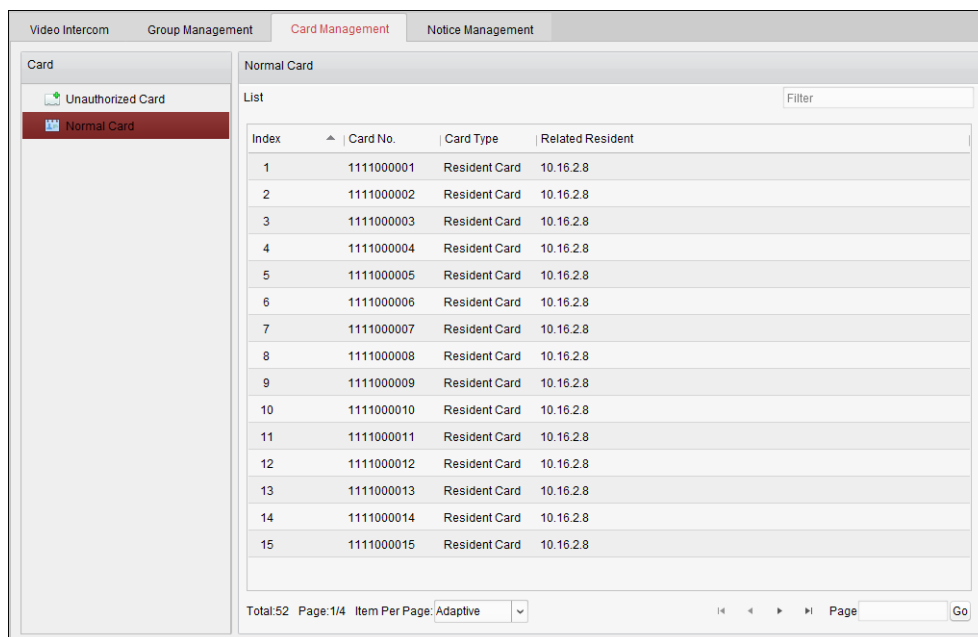 Video Intercom Group Management Card Management Notice Management
Card
Unauthorized Card
Normal Card
Normal Card
List Filter
Index Card No. Card Type Related Resident
1 1111000001 Resident Card 10.16.2.8
2 1111000002 Resident Card 10.16.2.8
3 1111000003 Resident Card 10.16.2.8
4 1111000004 Resident Card 10.16.2.8
5 1111000005 Resident Card 10.16.2.8
6 1111000006 Resident Card 10.16.2.8
7 1111000007 Resident Card 10.16.2.8
8 1111000008 Resident Card 10.16.2.8
9 1111000009 Resident Card 10.16.2.8
10 1111000010 Resident Card 10.16.2.8
11 1111000011 Resident Card 10.16.2.8
12 1111000012 Resident Card 10.16.2.8
13 1111000013 Resident Card 10.16.2.8
14 1111000014 Resident Card 10.16.2.8
15 1111000015 Resident Card 10.16.2.8
Total:52 Page:1/4 Item Per Page: Adaptive Page Go